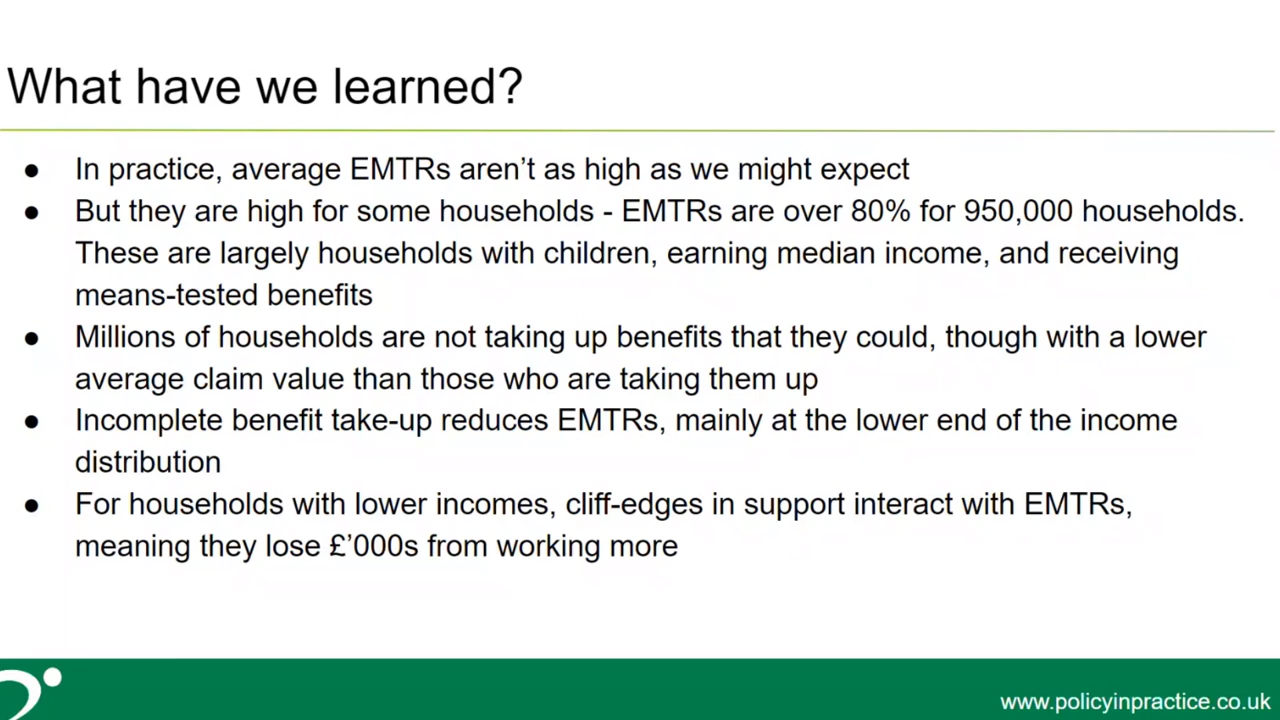 What have we learned?
● In practice, average EMTRs aren’t as high as we might expect
● But they are high for some households - EMTRs are over 80% for 950,000 households.
These are largely households with children, earning median income, and receiving
means-tested benefits
● Millions of households are not taking up benefits that they could, though with a lower
average claim value than those who are taking them up
● Incomplete benefit take-up reduces EMTRs, mainly at the lower end of the income
distribution
● For households with lower incomes, cliff-edges in support interact with EMTRs,
meaning they lose £’000s from working more
www.policyinpractice.co.uk